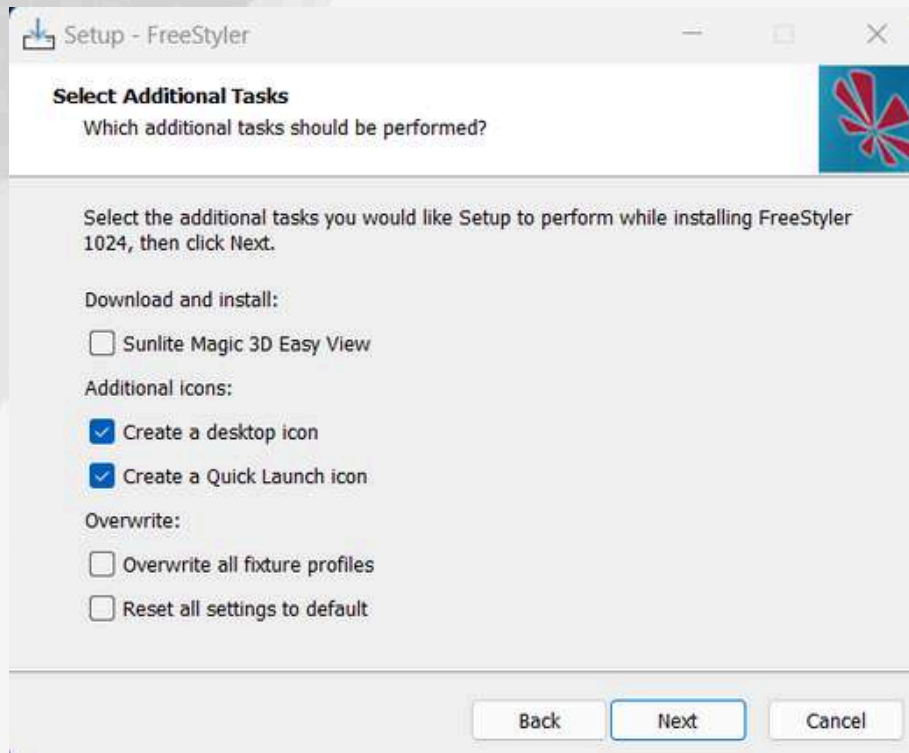 Setup - FreeStyler
Select Additional Tasks
Which additional tasks should be performed?
Select the additional tasks you would like Setup to perform while installing FreeStyler
1024, then click Next.
Download and install:
Sunlite Magic 3D Easy View
Additional icons:
Create a desktop icon
Create a Quick Launch icon
Overwrite:
Overwrite all fixture profiles
Reset all settings to default
Back Next Cancel